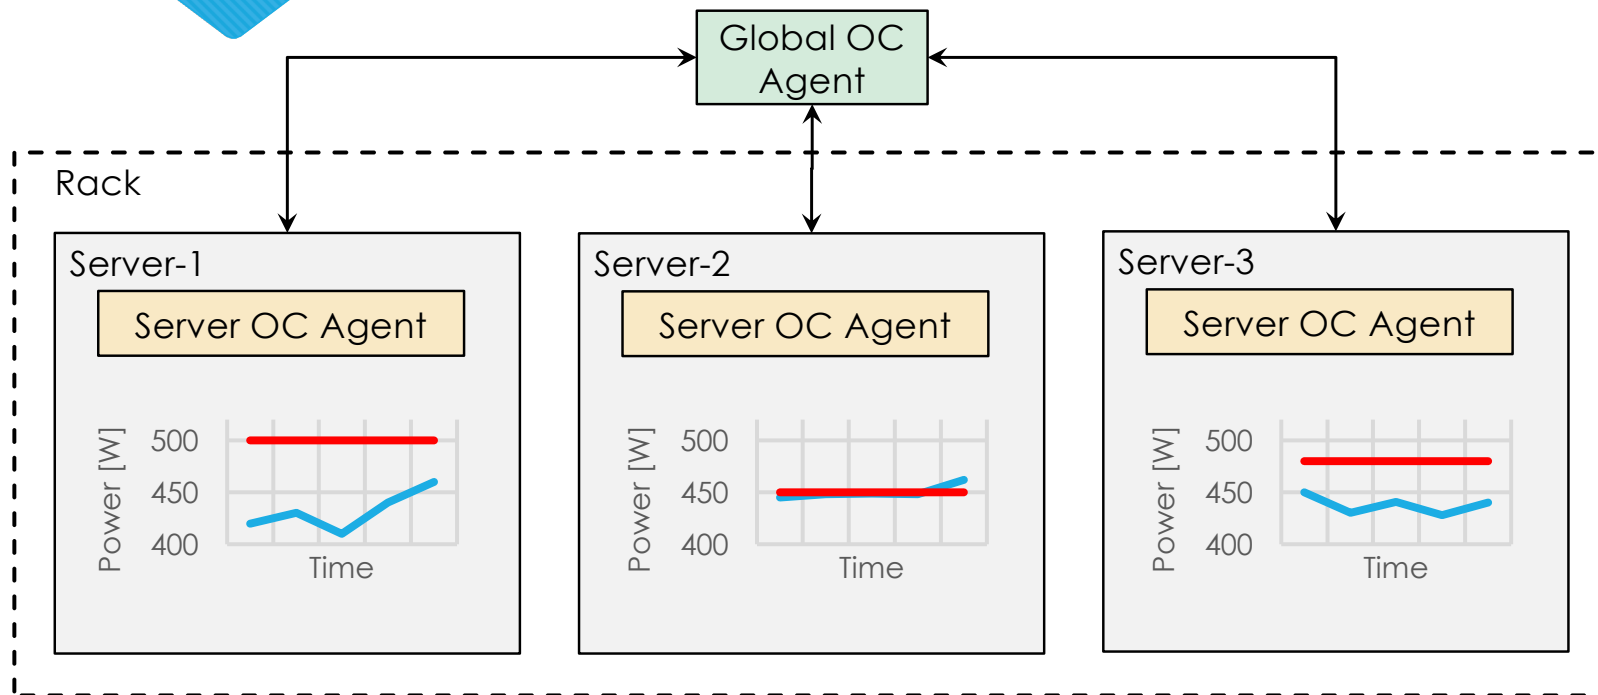 Global OC
Agent
Rack
Server-1
Server OC Agent
Power [W]
500
450
400
Time
Server-2
Server OC Agent
Power [W]
500
450
400
Time
Server-3
Server OC Agent
Power [W]
500
450
400
Time